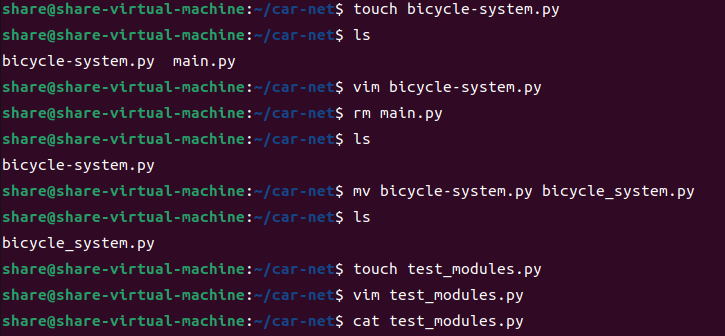 share@share-virtual-machine:~/car-net$ touch bicycle-system.py
share@share-virtual-machine:~/car-net$ ls
bicycle-system.py  main.py
share@share-virtual-machine:~/car-net$ vim bicycle-system.py
share@share-virtual-machine:~/car-net$ rm main.py
share@share-virtual-machine:~/car-net$ ls
bicycle-system.py
share@share-virtual-machine:~/car-net$ mv bicycle-system.py bicycle_system.py
share@share-virtual-machine:~/car-net$ ls
bicycle_system.py
share@share-virtual-machine:~/car-net$ touch test_modules.py
share@share-virtual-machine:~/car-net$ vim test_modules.py
share@share-virtual-machine:~/car-net$ cat test_modules.py